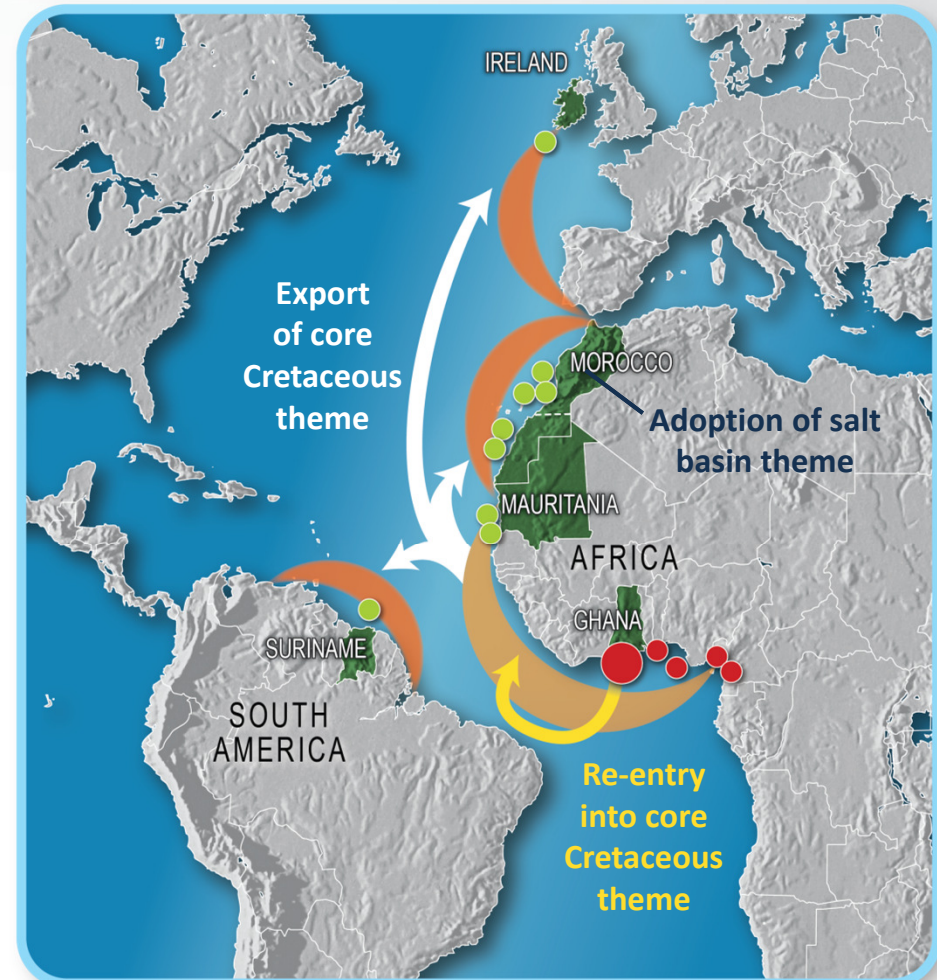 IRELAND
Export
of core
Cretaceous
theme
MOROCCO
Adoption of salt
basin theme
MAURITANIA
AFRICA
GHANA
SURINAME
SOUTH
AMERICA
Re-entry
into core
Cretaceous
theme